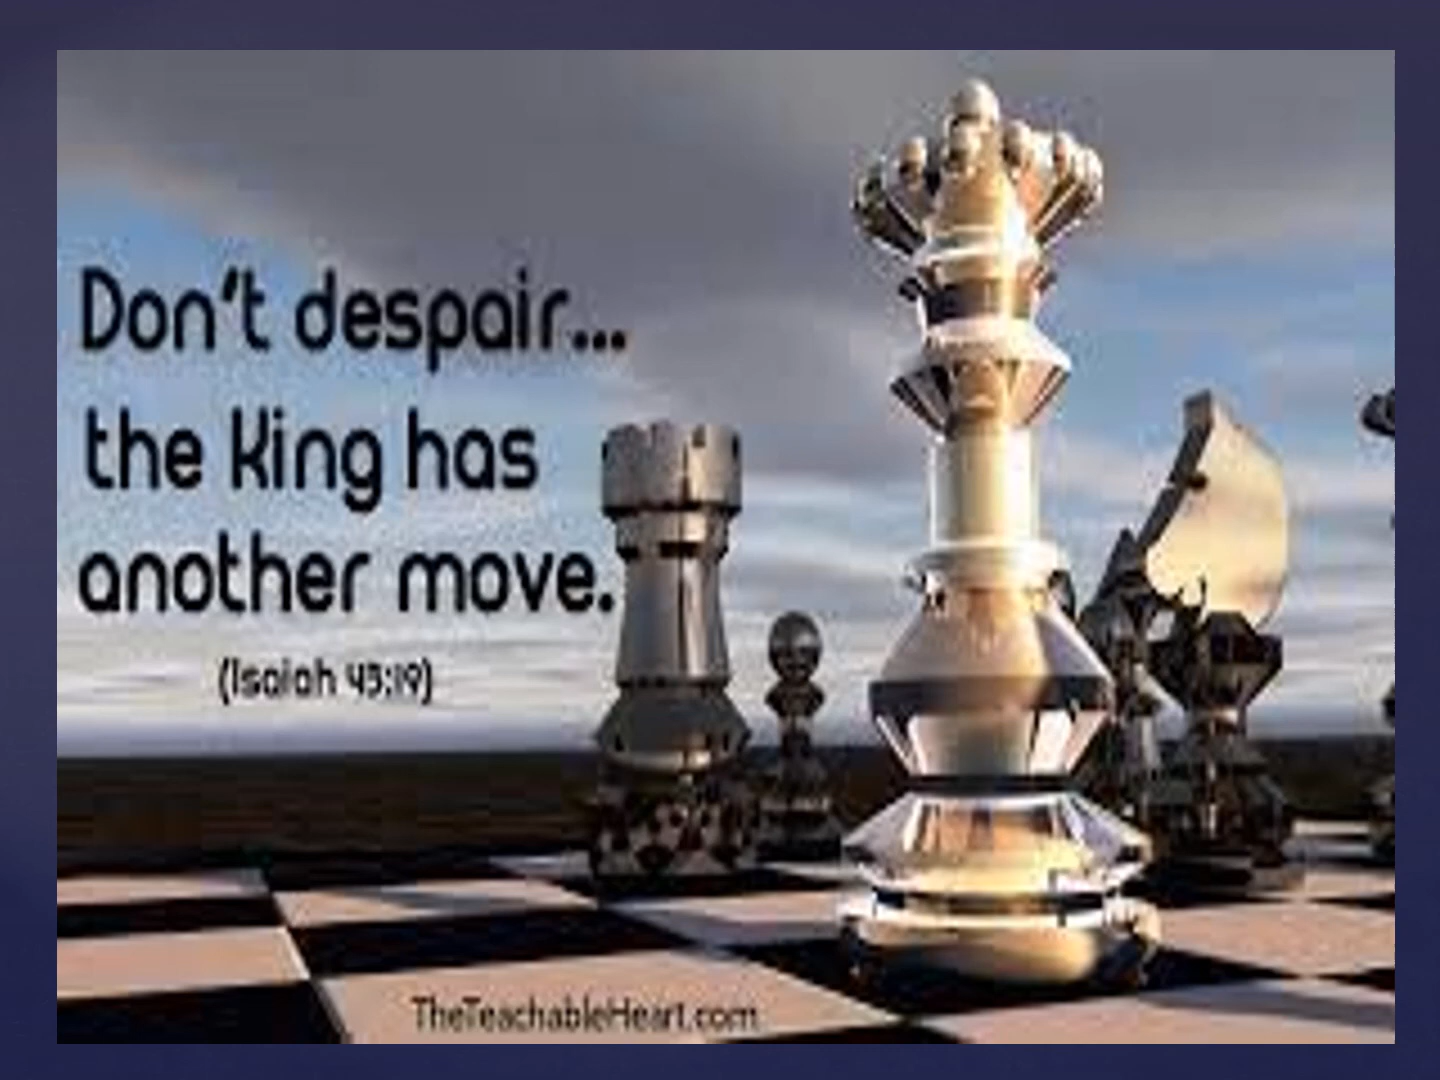 Don't despair...
the King has
another move.
(Isaiah 43:19)
TheTeachableHeart.com